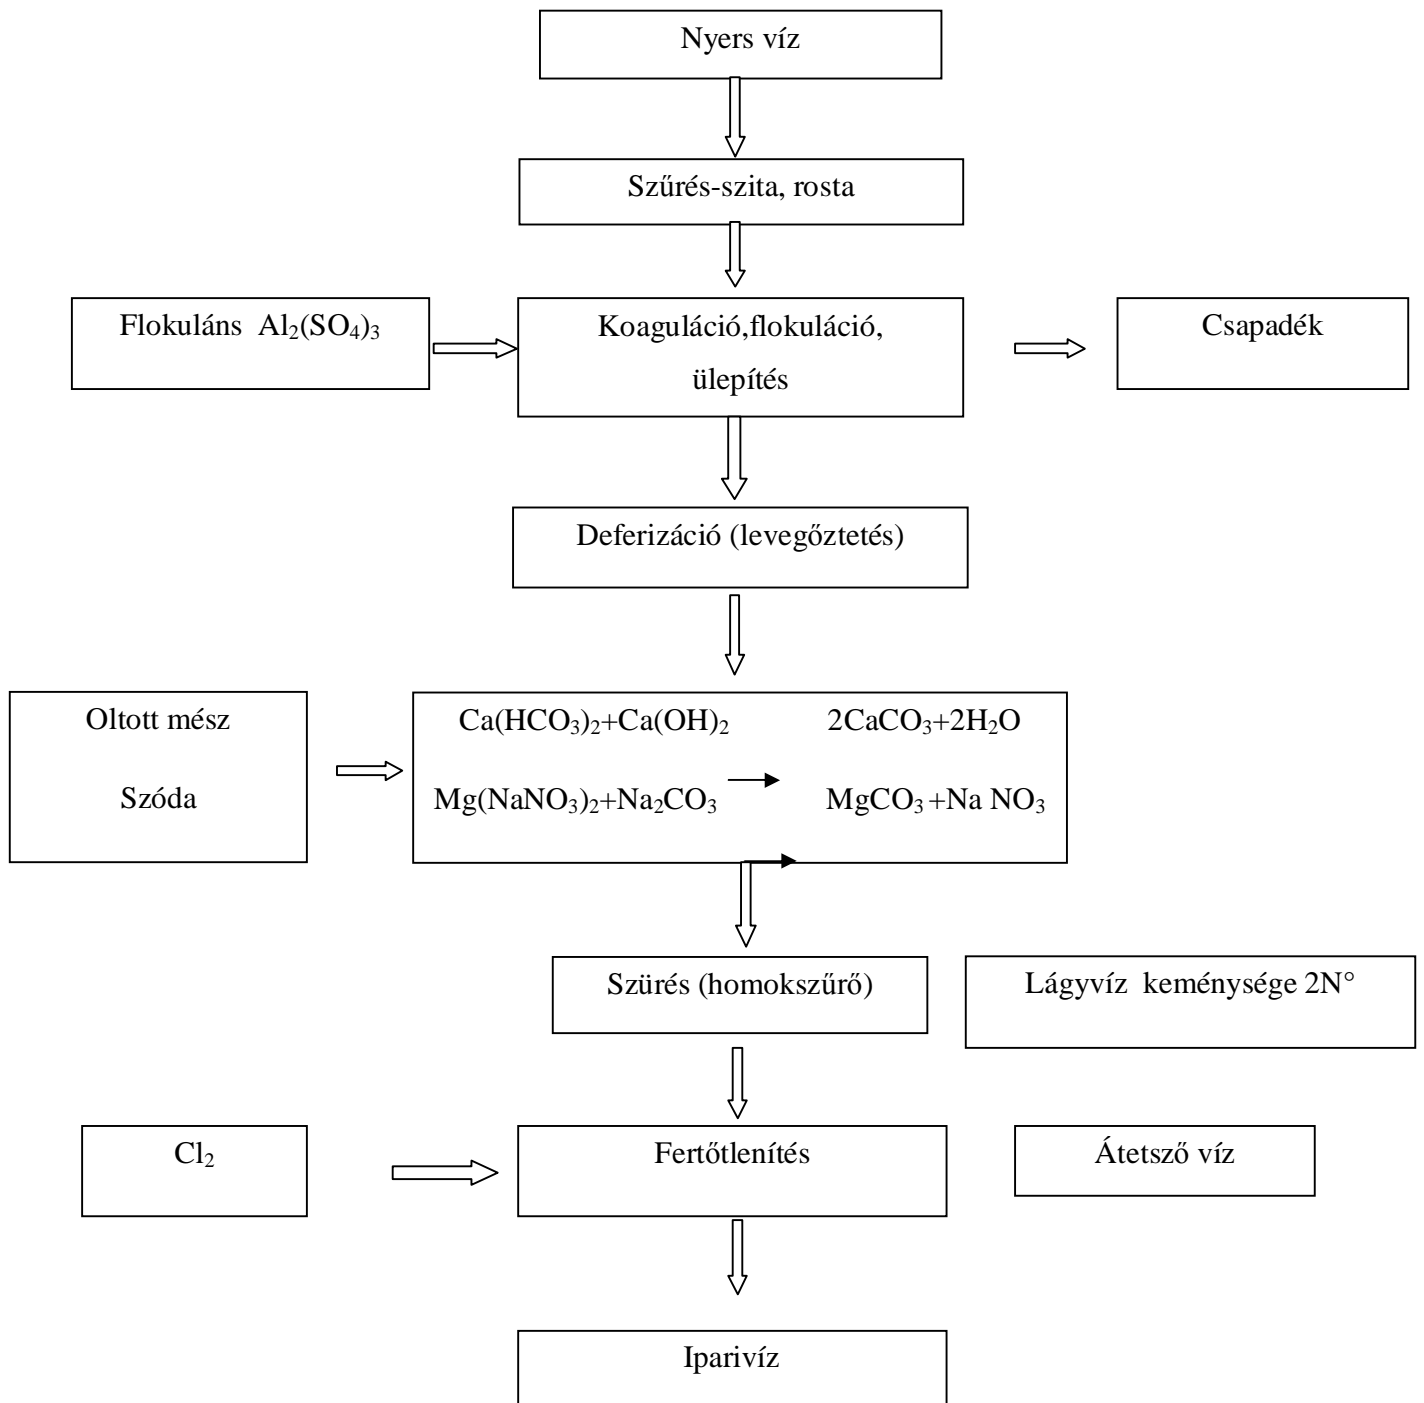 Nyers víz
Szűrés-szita, rosta
Flokuláns Al₂(SO₄)₃
Koaguláció,flokuláció,
ülepítés
Csapadék
Deferizáció (levegőztetés)
Oltott mész
Szóda
Ca(HCO₃)₂+Ca(OH)₂ 2CaCO₃+2H₂O
Mg(NaNO₃)₂+Na₂CO₃ MgCO₃+Na NO₃
Szürés (homokszűrő)
Lágyvíz keménysége 2N°
Cl₂
Fertőtlenítés
Átetsző víz
Iparivíz